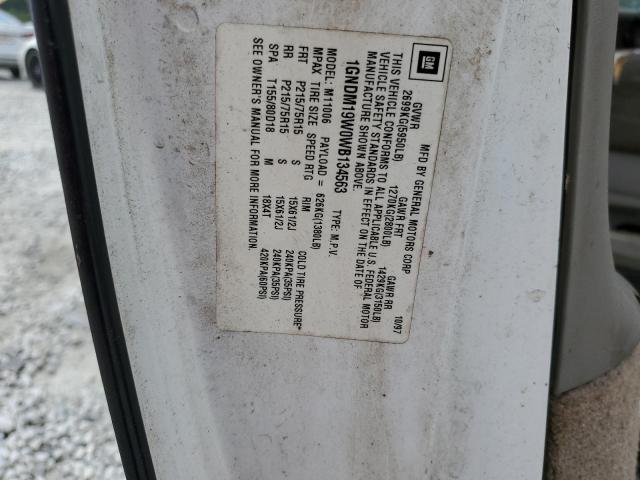 GM
MFD BY GENERAL MOTORS CORP 10/97
GVWR GAWR FRT GAWR RR
2699KG(5950LB) 1270KG(2800LB) 1429KG(3150LB)
THIS VEHICLE CONFORMS TO ALL APPLICABLE U.S. FEDERAL MOTOR
VEHICLE SAFETY STANDARDS IN EFFECT ON THE DATE OF
MANUFACTURE SHOWN ABOVE.
1GNDM19W0WB134563 TYPE: M.P.V.
MODEL: M11006 PAYLOAD = 626KG(1380LB)
MPAX TIRE SIZE SPEED RTG RIM COLD TIRE PRESSURE*
FRT P215/75R15 S 15X61/2J 240KPA(35PSI)
RR P215/75R15 S 15X61/2J 240KPA(35PSI)
SPA T155/80D18 M 18X4T 420KPA(60PSI)
SEE OWNER'S MANUAL FOR MORE INFORMATION.